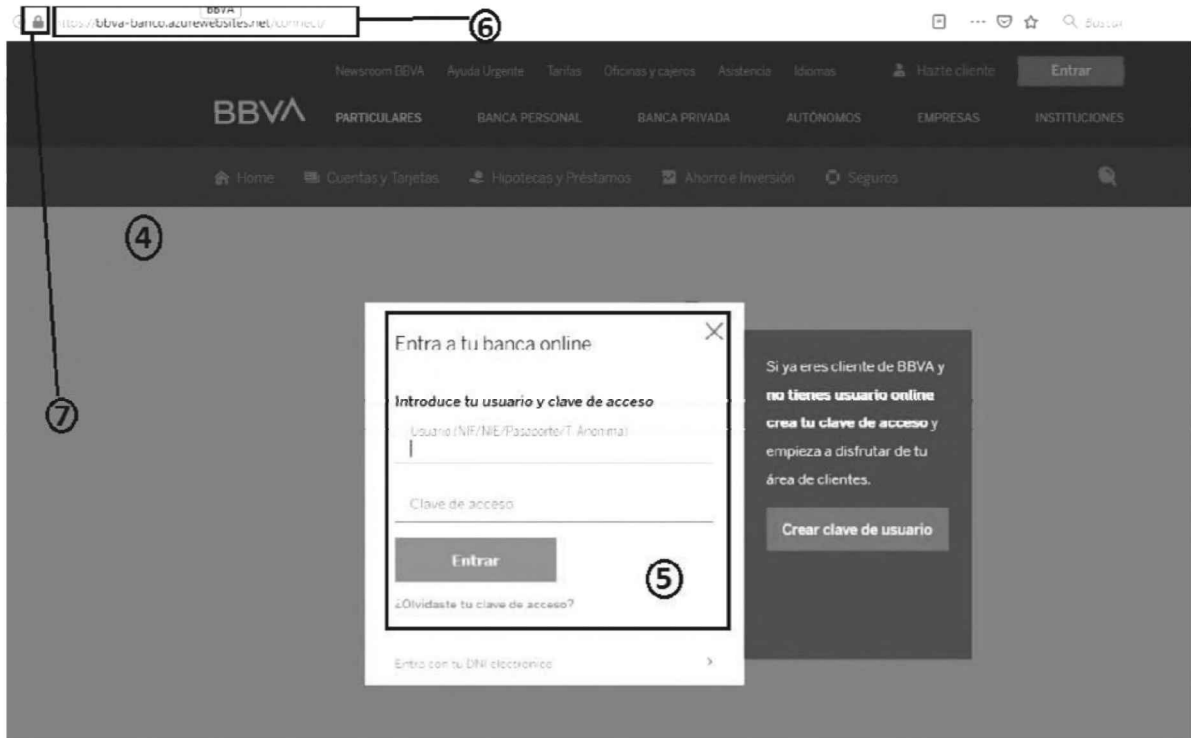 BBVA
https://bbva-banco.azurewebsites.net/connect/
6
Buscar
Newsroom BBVA Ayuda Urgente Tarifas Oficinas y cajeros Asistencia Idiomas Hazte cliente Entrar
BBVA PARTICULARES BANCA PERSONAL BANCA PRIVADA AUTÓNOMOS EMPRESAS INSTITUCIONES
Home Cuentas y Tarjetas Hipotecas y Préstamos Ahorro e Inversión Seguros
4
7
Entra a tu banca online
Introduce tu usuario y clave de acceso
Usuario (NIF/NIE/Pasaporte/T. Anonima)
Clave de acceso
Entrar
5
¿Olvidaste tu clave de acceso?
Entra con tu DNI electrónico
Si ya eres cliente de BBVA y
no tienes usuario online
crea tu clave de acceso y
empieza a disfrutar de tu
área de clientes.
Crear clave de usuario